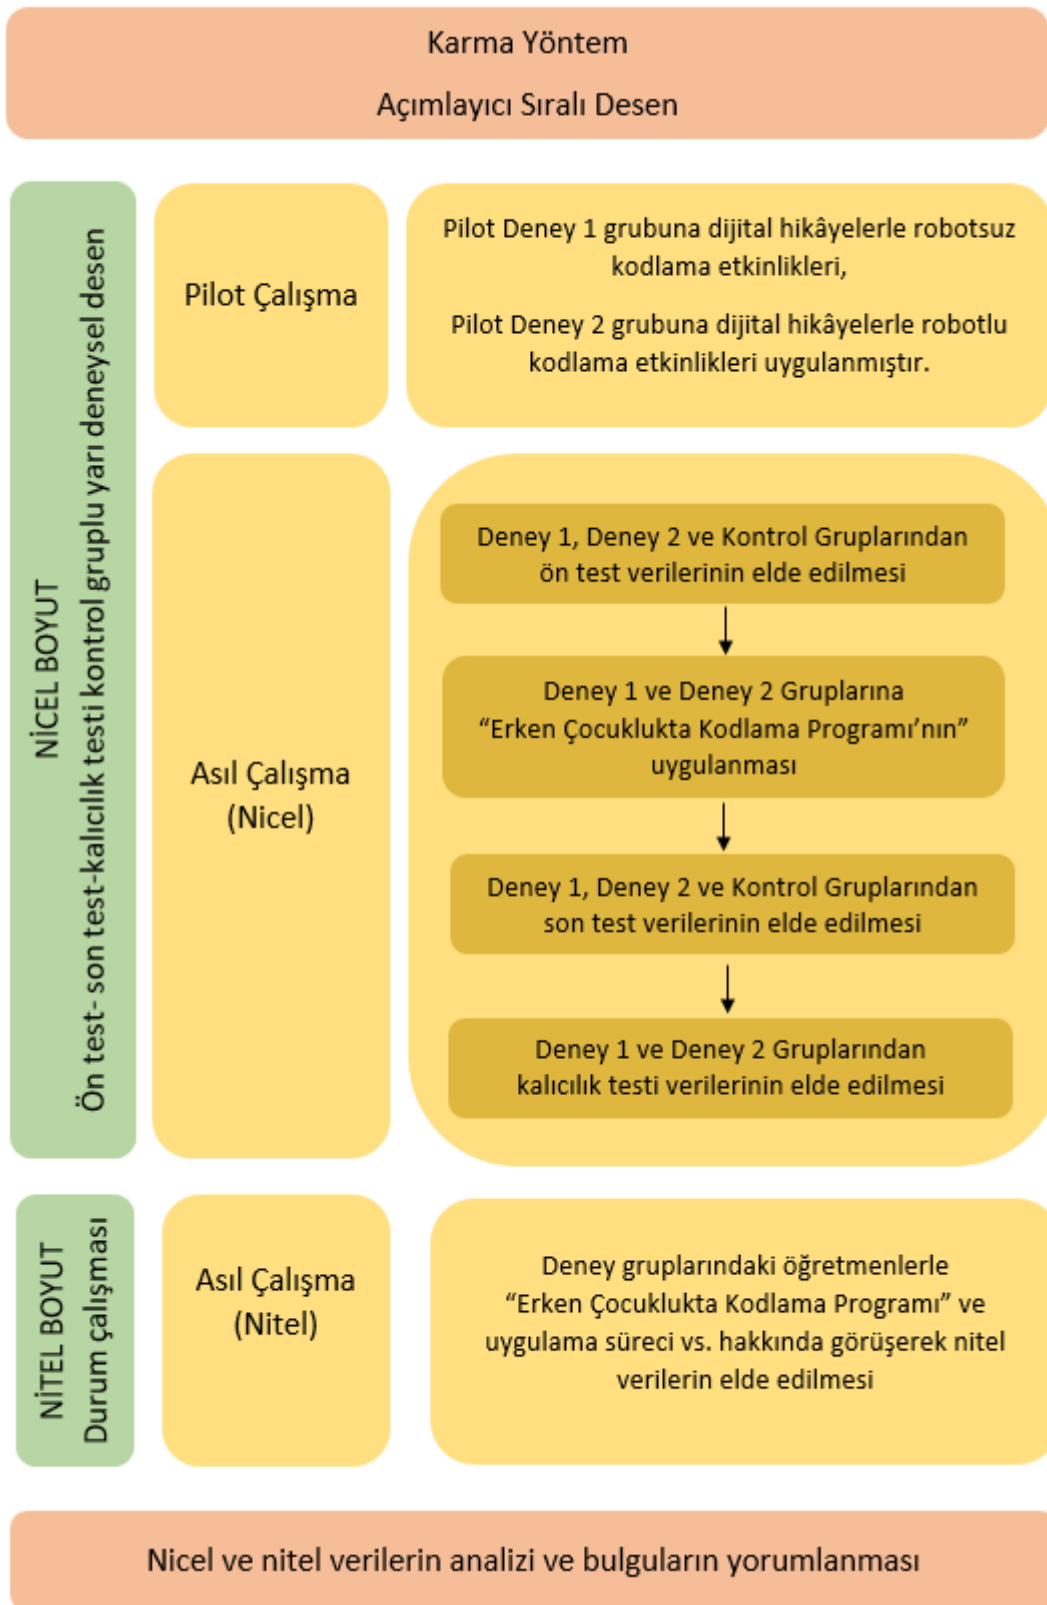 Karma Yöntem
Açımlayıcı Sıralı Desen
NİCEL BOYUT
Ön test- son test-kalıcılık testi kontrol gruplu yarı deneysel desen
Pilot Çalışma
Pilot Deney 1 grubuna dijital hikâyelerle robotsuz
kodlama etkinlikleri,
Pilot Deney 2 grubuna dijital hikâyelerle robotlu
kodlama etkinlikleri uygulanmıştır.
Asıl Çalışma
(Nicel)
Deney 1, Deney 2 ve Kontrol Gruplarından
ön test verilerinin elde edilmesi
Deney 1 ve Deney 2 Gruplarına
“Erken Çocuklukta Kodlama Programı’nın”
uygulanması
Deney 1, Deney 2 ve Kontrol Gruplarından
son test verilerinin elde edilmesi
Deney 1 ve Deney 2 Gruplarından
kalıcılık testi verilerinin elde edilmesi
NİTEL BOYUT
Durum çalışması
Asıl Çalışma
(Nitel)
Deney gruplarındaki öğretmenlerle
“Erken Çocuklukta Kodlama Programı” ve
uygulama süreci vs. hakkında görüşerek nitel
verilerin elde edilmesi
Nicel ve nitel verilerin analizi ve bulguların yorumlanması